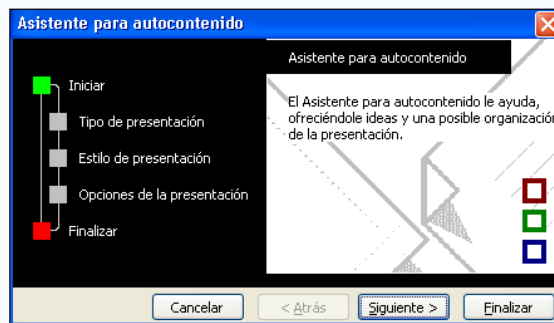 Asistente para autocontenido
Asistente para autocontenido
Iniciar
Tipo de presentación
Estilo de presentación
Opciones de la presentación
Finalizar
El Asistente para autocontenido le ayuda,
ofreciéndole ideas y una posible organización
de la presentación.
Cancelar
< Atrás
Siguiente >
Finalizar